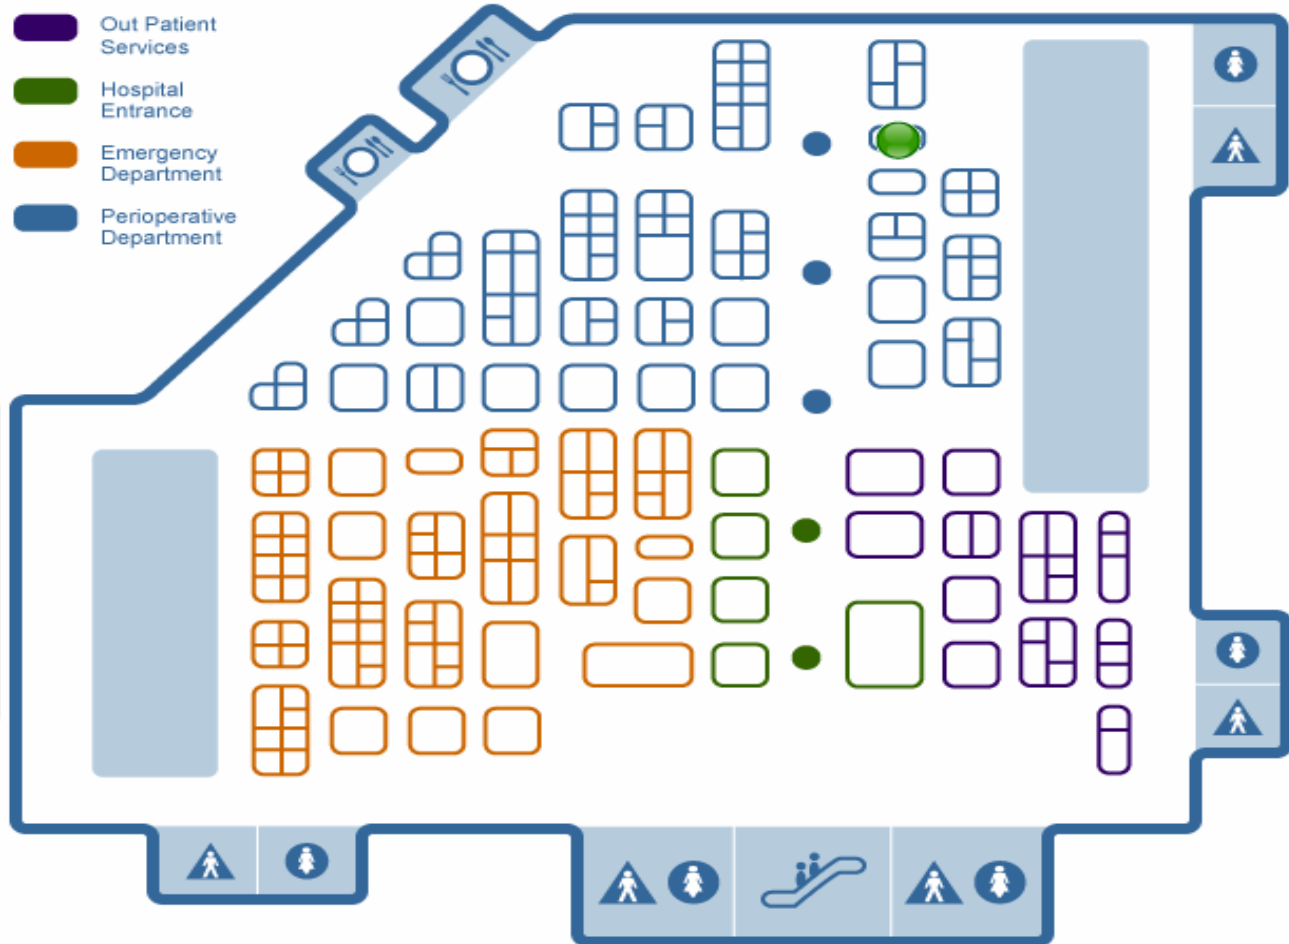 Out Patient
Services
Hospital
Entrance
Emergency
Department
Perioperative
Department